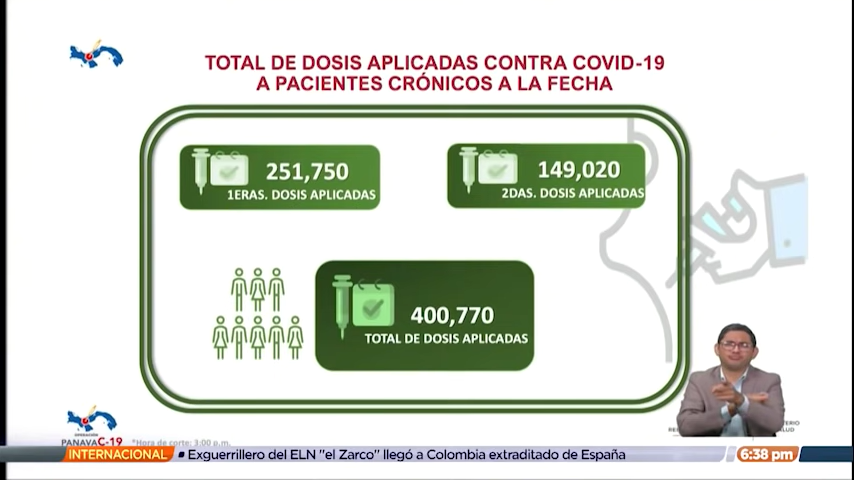 TOTAL DE DOSIS APLICADAS CONTRA COVID-19
A PACIENTES CRÓNICOS A LA FECHA
251,750
1ERAS. DOSIS APLICADAS
149,020
2DAS. DOSIS APLICADAS
400,770
TOTAL DE DOSIS APLICADAS
OPERACIÓN
PANAVAC-19
*Hora de corte: 3:00 p.m.
INTERNACIONAL
Exguerrillero del ELN "el Zarco" llegó a Colombia extraditado de España
6:38 pm